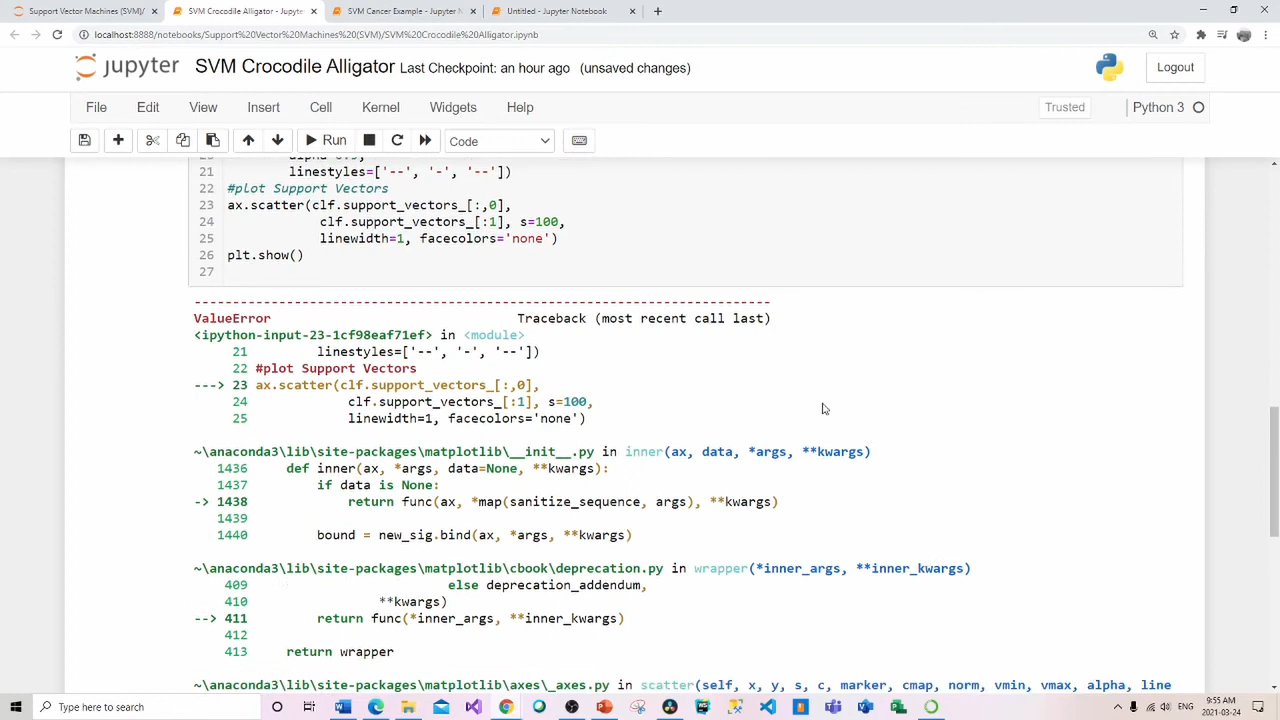 Support Vector Machines (SVM)/
SVM Crocodile Alligator - Jupyter
SVM Cancer Example - Jupyter N
Untitled - Jupyter Notebook
localhost:8888/notebooks/Support%20Vector%20Machines%20(SVM)/SVM%20Crocodile%20Alligator.ipynb
jupyter SVM Crocodile Alligator Last Checkpoint: an hour ago (unsaved changes)
Logout
File Edit View Insert Cell Kernel Widgets Help
Trusted
Python 3
Run
Code
21 linestyles=['--', '-', '--'])
22 #plot Support Vectors
23 ax.scatter(clf.support_vectors_[:,0],
24 clf.support_vectors_[:1], s=100,
25 linewidth=1, facecolors='none')
26 plt.show()
27
---------------------------------------------------------------------------
ValueError Traceback (most recent call last)
<ipython-input-23-1cf98eaf71ef> in <module>
21 linestyles=['--', '-', '--'])
22 #plot Support Vectors
---> 23 ax.scatter(clf.support_vectors_[:,0],
24 clf.support_vectors_[:1], s=100,
25 linewidth=1, facecolors='none')
~\anaconda3\lib\site-packages\matplotlib\__init__.py in inner(ax, data, *args, **kwargs)
1436 def inner(ax, *args, data=None, **kwargs):
1437 if data is None:
-> 1438 return func(ax, *map(sanitize_sequence, args), **kwargs)
1439
1440 bound = new_sig.bind(ax, *args, **kwargs)
~\anaconda3\lib\site-packages\matplotlib\cbook\deprecation.py in wrapper(*inner_args, **inner_kwargs)
409 else deprecation_addendum,
410 **kwargs)
--> 411 return func(*inner_args, **inner_kwargs)
412
413 return wrapper
~\anaconda3\lib\site-packages\matplotlib\axes\_axes.py in scatter(self, x, y, s, c, marker, cmap, norm, vmin, vmax, alpha, line
Type here to search
9:55 AM
2021-03-24